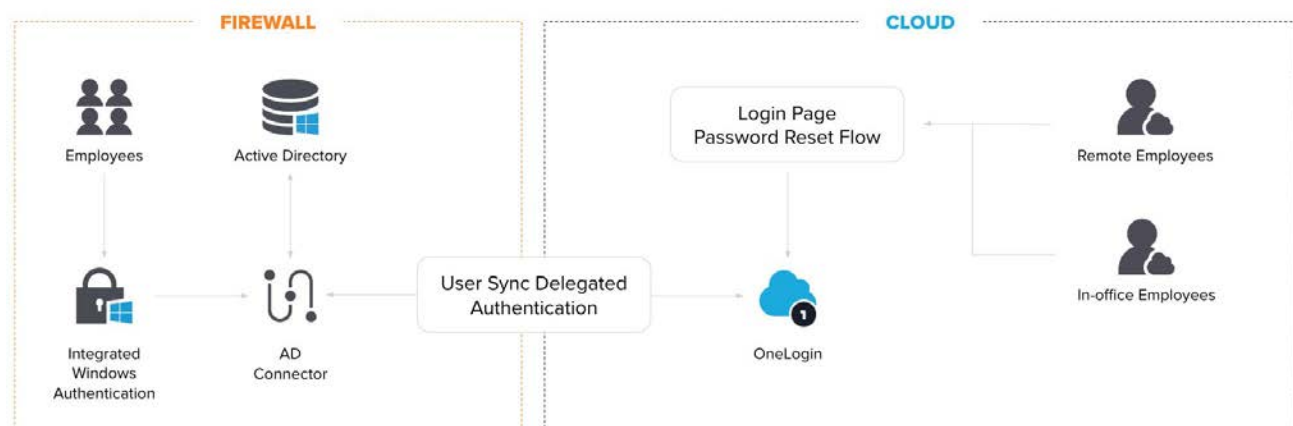 FIREWALL
CLOUD
Employees
Active Directory
Login Page
Password Reset Flow
Remote Employees
In-office Employees
User Sync Delegated
Authentication
Integrated
Windows
Authentication
AD
Connector
1
OneLogin